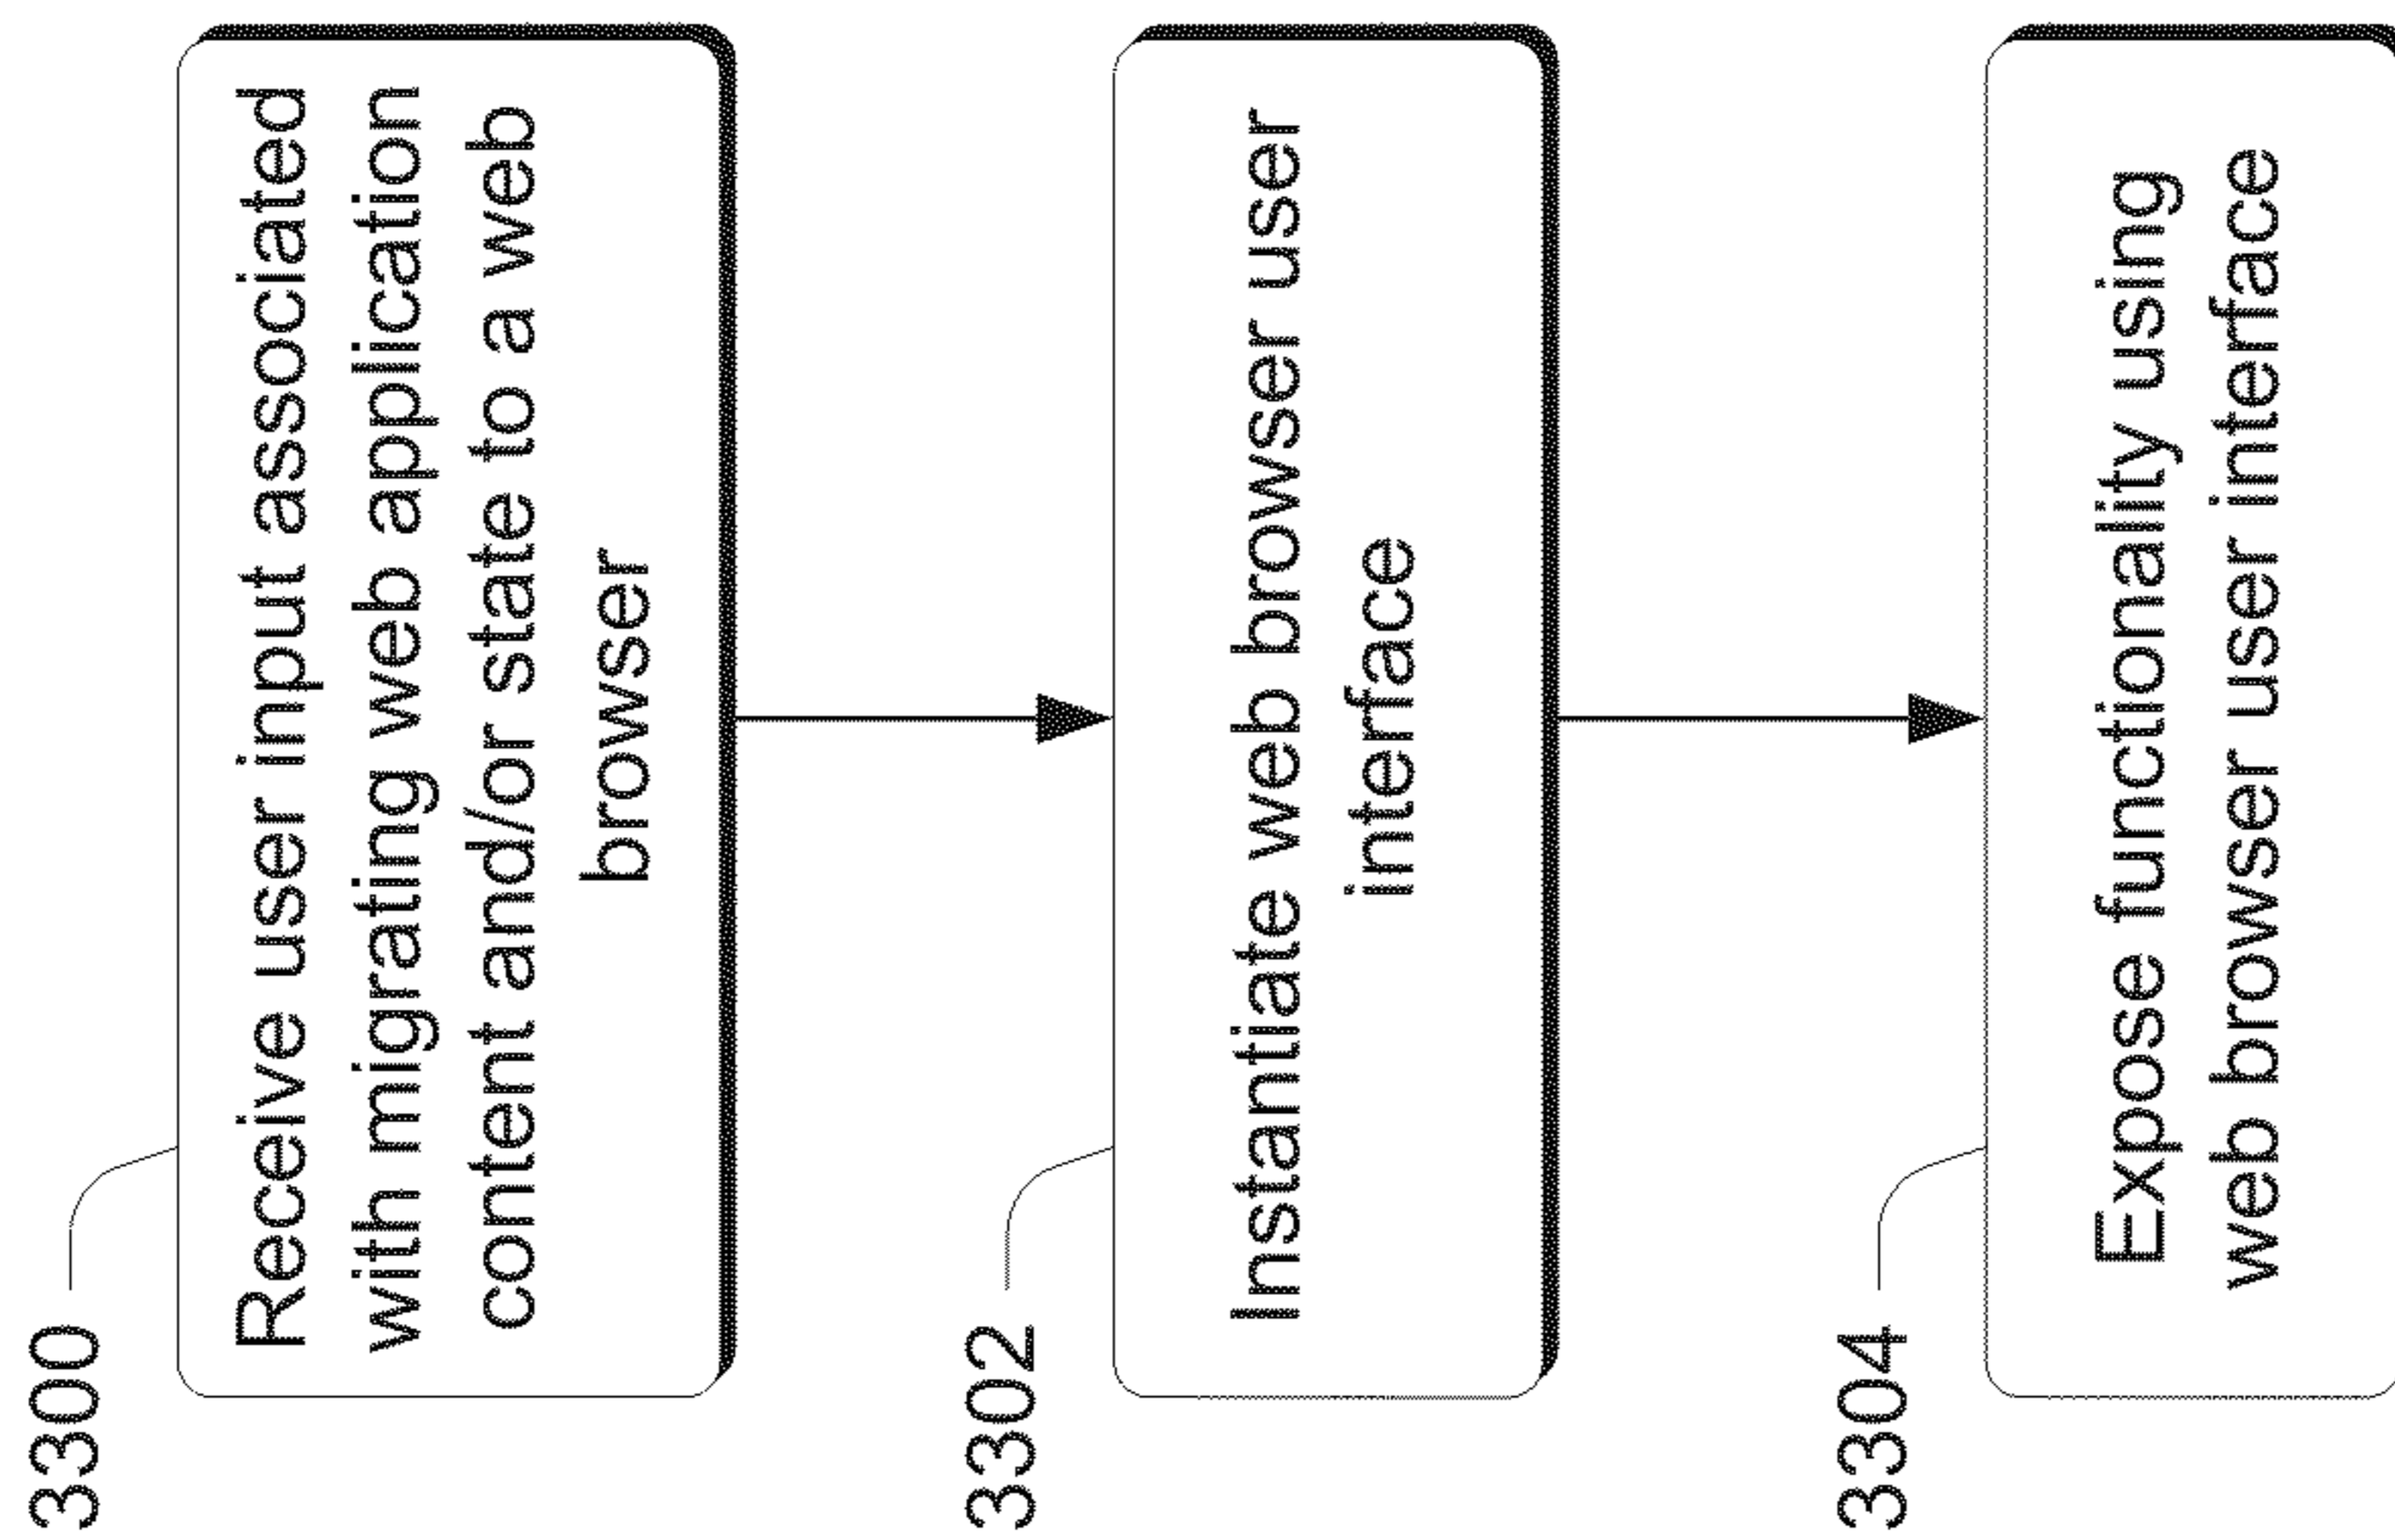 3300
Receive user input associated
with migrating web application
content and/or state to a web
browser
3302
Instantiate web browser user
interface
3304
Expose functionality using
web browser user interface